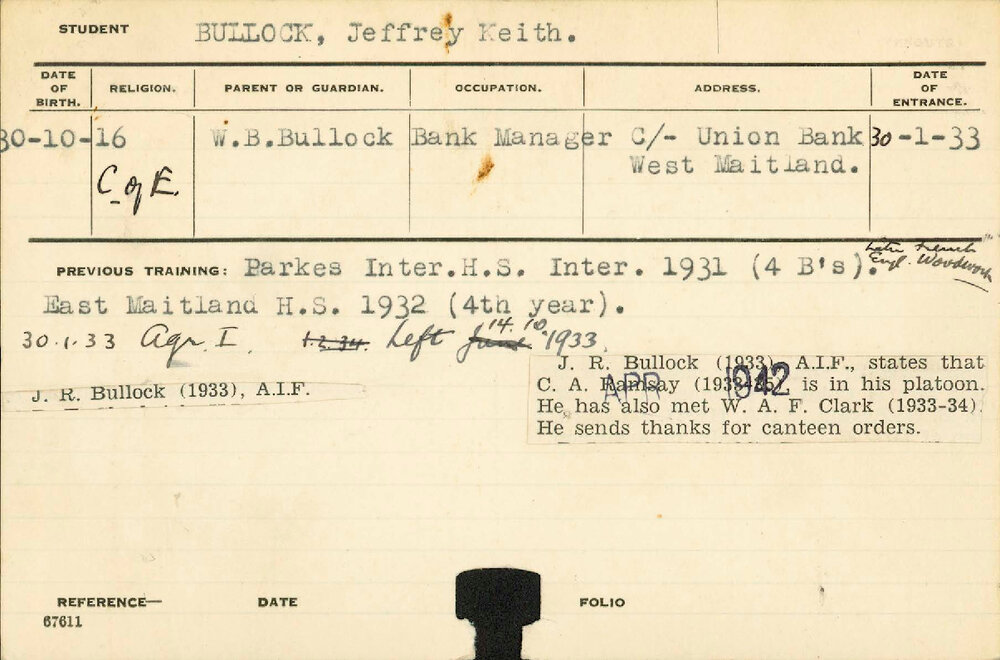 STUDENT BULLOCK, Jeffrey Keith.
DATE OF BIRTH. RELIGION. PARENT OR GUARDIAN. OCCUPATION. ADDRESS. DATE OF ENTRANCE.
30-10-16 W.B.Bullock Bank Manager C/- Union Bank 30-1-33
West Maitland.
C of E.
Latin French
Engl. Woodwork
PREVIOUS TRAINING: Parkes Inter.H.S. Inter. 1931 (4 B's).
East Maitland H.S. 1932 (4th year).
30.1.33 Agr. I. 1.2.34. Left June 14.10.1933
J. R. Bullock (1933), A.I.F.
J. R. Bullock (1933), A.I.F., states that
C. A. Ramsay (1933-35), is in his platoon.
He has also met W. A. F. Clark (1933-34).
He sends thanks for canteen orders.
APR 1942
REFERENCE— DATE FOLIO
67611